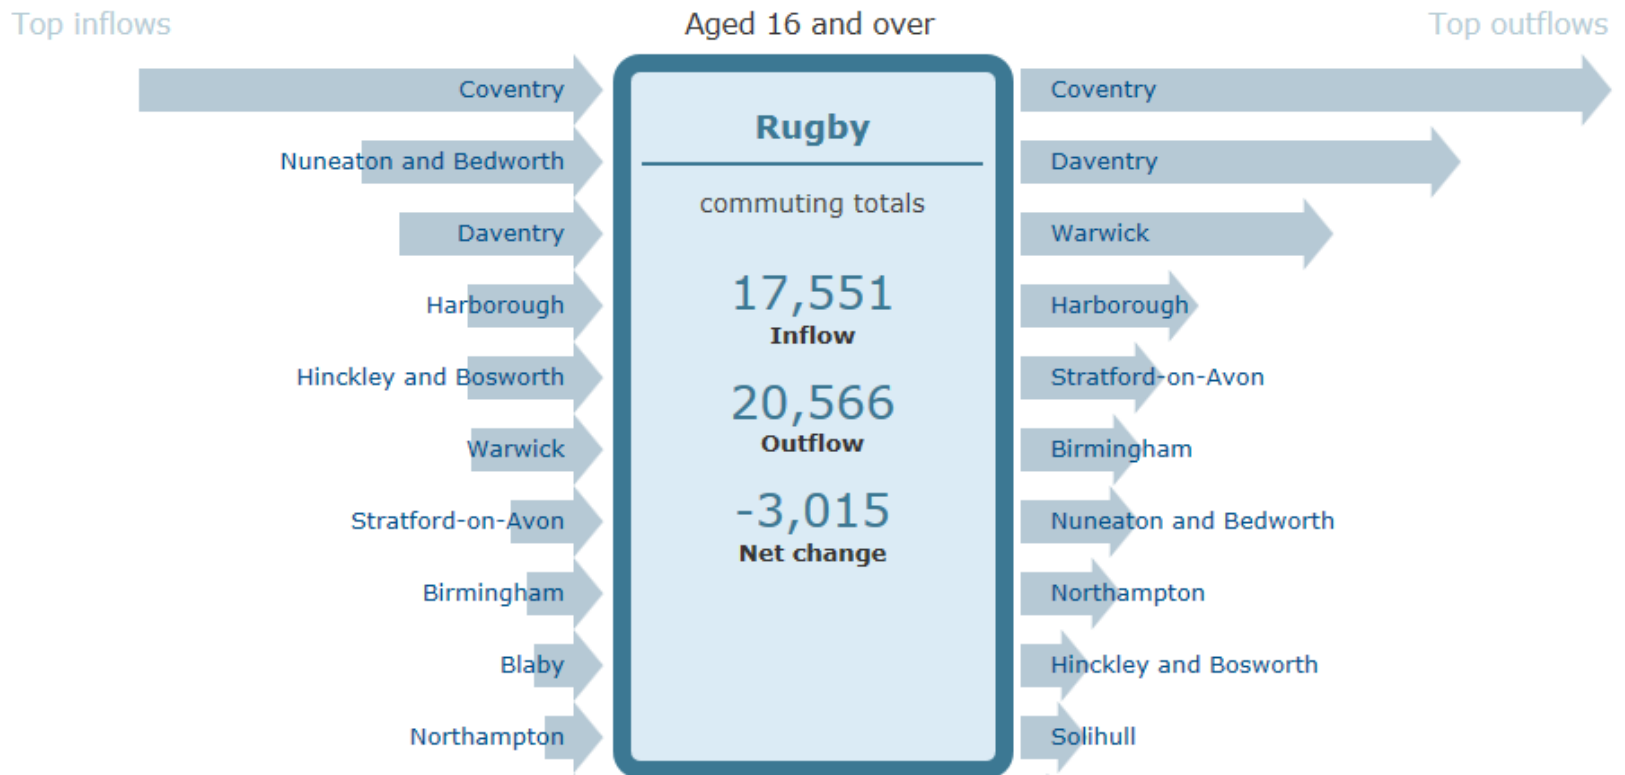 Top inflows
Aged 16 and over
Top outflows
Coventry
Nuneaton and Bedworth
Daventry
Harborough
Hinckley and Bosworth
Warwick
Stratford-on-Avon
Birmingham
Blaby
Northampton
Rugby
commuting totals
17,551
Inflow
20,566
Outflow
-3,015
Net change
Coventry
Daventry
Warwick
Harborough
Stratford-on-Avon
Birmingham
Nuneaton and Bedworth
Northampton
Hinckley and Bosworth
Solihull